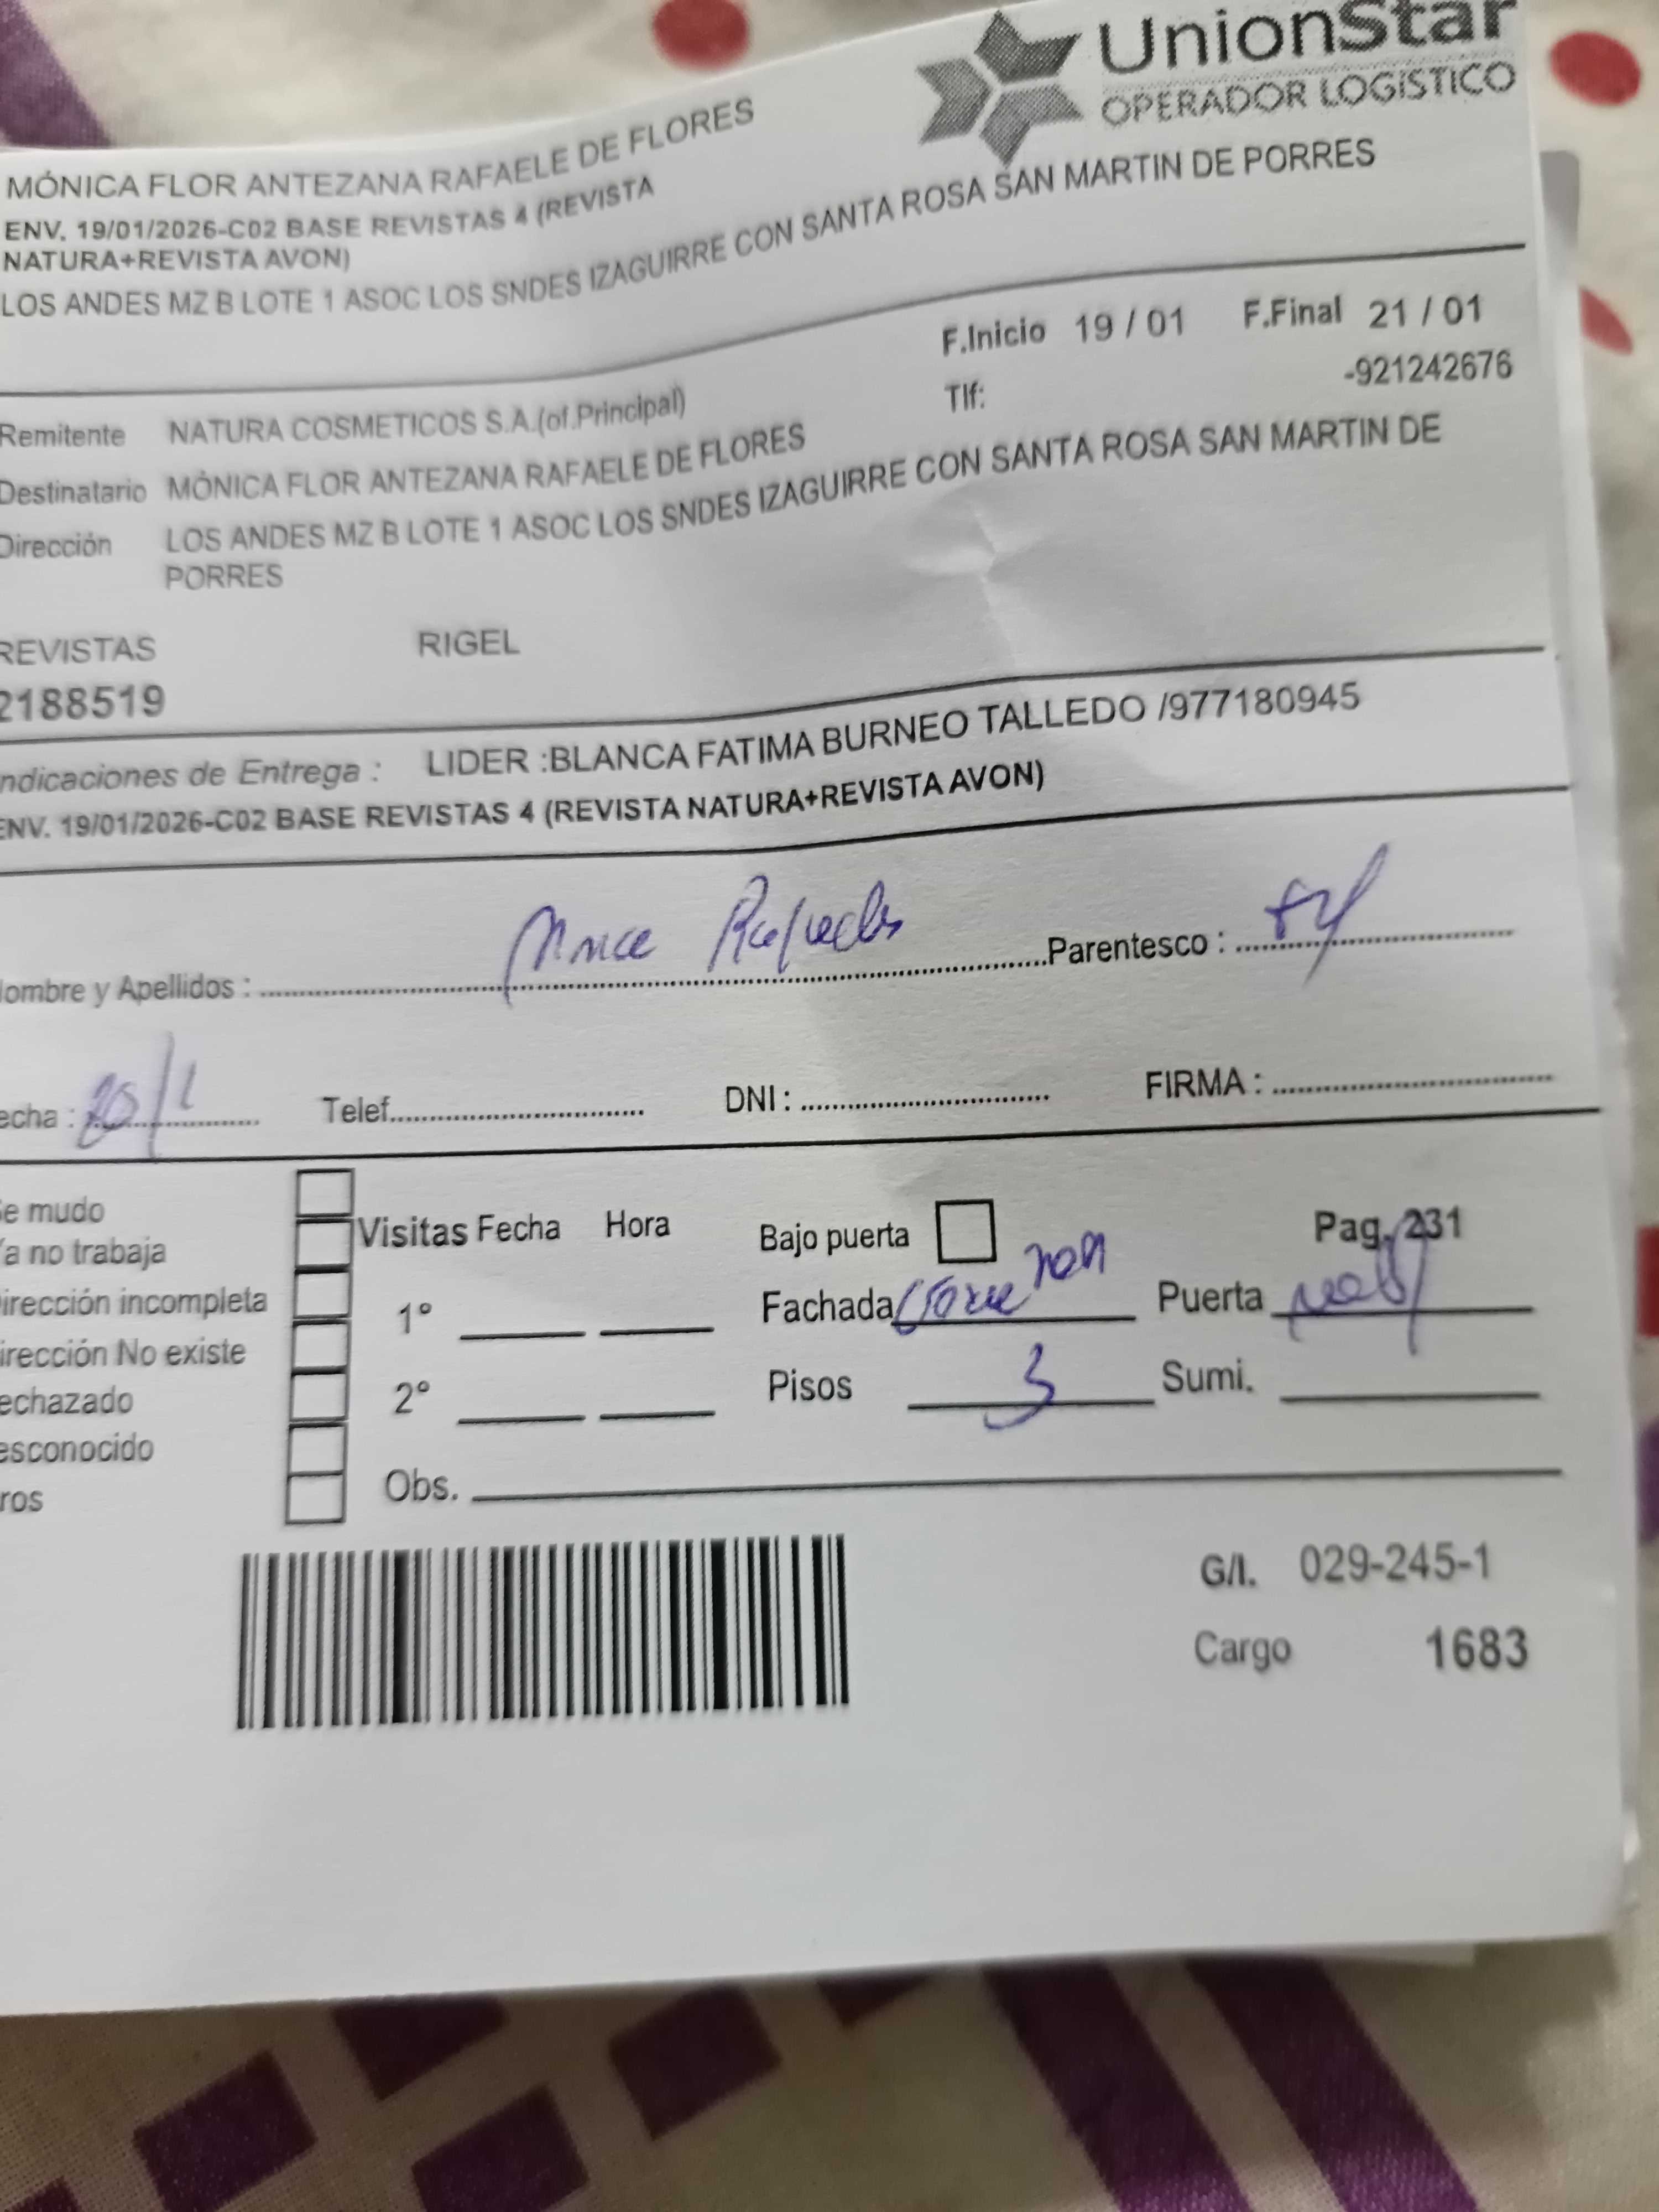 UnionStar
OPERADOR LOGISTICO
MÓNICA FLOR ANTEZANA RAFAELE DE FLORES
ENV. 19/01/2026-C02 BASE REVISTAS 4 (REVISTA
NATURA+REVISTA AVON)
LOS ANDES MZ B LOTE 1 ASOC LOS SNDES IZAGUIRRE CON SANTA ROSA SAN MARTIN DE PORRES
F.Inicio 19 / 01 F.Final 21 / 01
Remitente NATURA COSMETICOS S.A.(of.Principal) Tlf: -921242676
Destinatario MÓNICA FLOR ANTEZANA RAFAELE DE FLORES
Dirección LOS ANDES MZ B LOTE 1 ASOC LOS SNDES IZAGUIRRE CON SANTA ROSA SAN MARTIN DE
PORRES
REVISTAS RIGEL
2188519
ndicaciones de Entrega : LIDER :BLANCA FATIMA BURNEO TALLEDO /977180945
ENV. 19/01/2026-C02 BASE REVISTAS 4 (REVISTA NATURA+REVISTA AVON)
ombre y Apellidos : Parentesco :
echa : 20/1 Telef. DNI : FIRMA :
e mudo
a no trabaja
irección incompleta
irección No existe
echazado
esconocido
ros
Visitas Fecha Hora
1°
2°
Obs.
Bajo puerta Pag. 231
Fachada Puerta
Pisos 3 Sumi.
G/I. 029-245-1
Cargo 1683